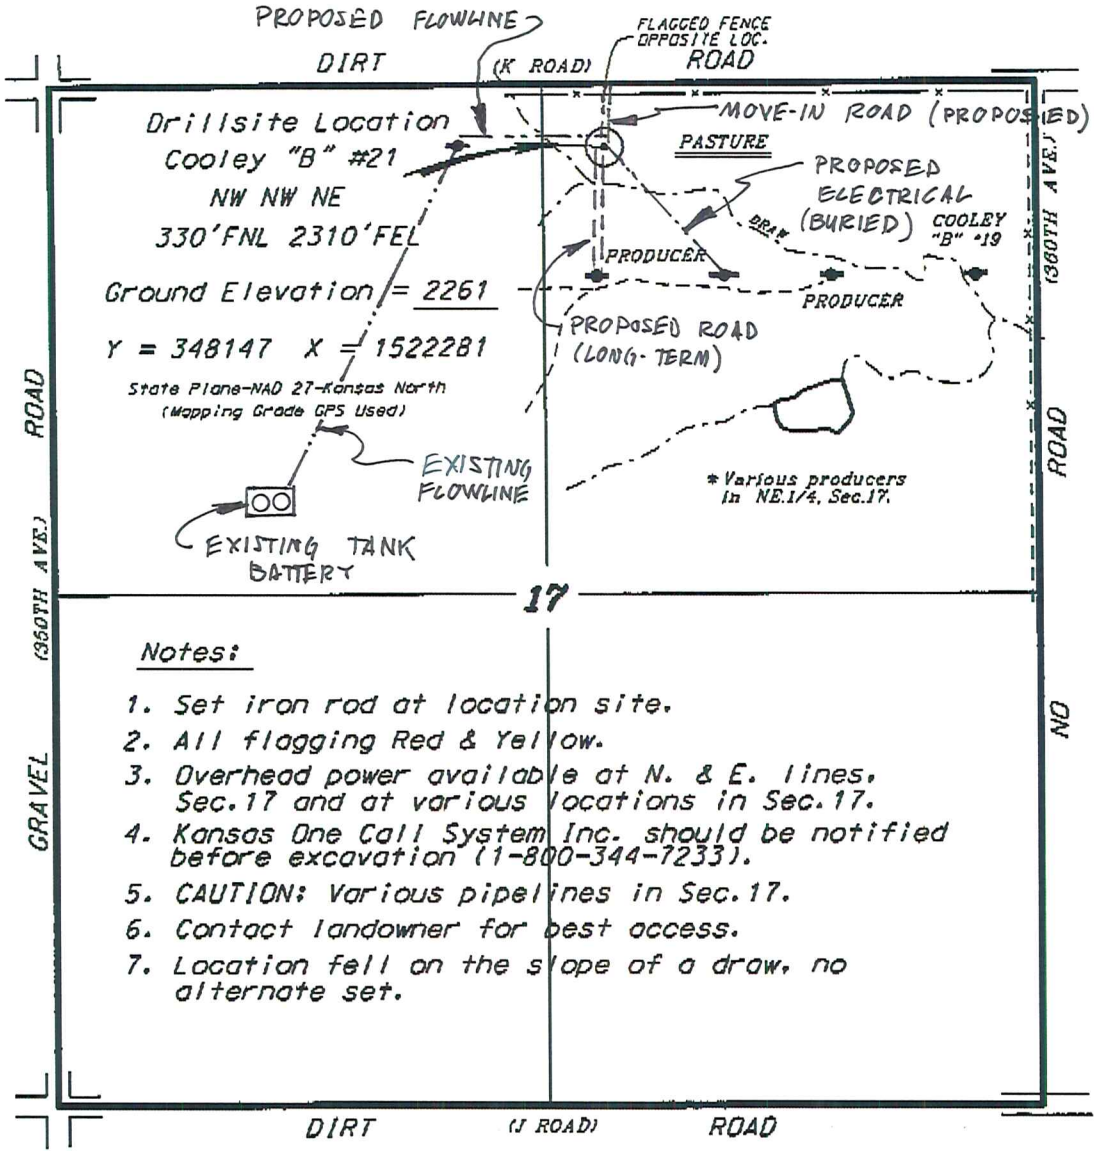 PROPOSED FLOWLINE
FLAGGED FENCE
OPPOSITE LOC.
DIRT (K ROAD) ROAD
MOVE-IN ROAD (PROPOSED)
Drillsite Location
Cooley "B" #21
NW NW NE
330'FNL 2310'FEL
Ground Elevation = 2261
Y = 348147 X = 1522281
State Plane-NAD 27-Kansas North
(Mapping Grade GPS Used)
PASTURE
PROPOSED
ELECTRICAL
(BURIED)
DRAW
COOLEY
"B" #19
PRODUCER
PRODUCER
PROPOSED ROAD
(LONG-TERM)
EXISTING
FLOWLINE
* Various producers
in NE.1/4, Sec.17.
EXISTING TANK
BATTERY
17
(360TH AVE.)
ROAD
NO
ROAD
(350TH AVE.)
GRAVEL
Notes:
1. Set iron rod at location site.
2. All flagging Red & Yellow.
3. Overhead power available at N. & E. lines,
Sec.17 and at various locations in Sec.17.
4. Kansas One Call System Inc. should be notified
before excavation (1-800-344-7233).
5. CAUTION: Various pipelines in Sec.17.
6. Contact landowner for best access.
7. Location fell on the slope of a draw, no
alternate set.
DIRT (J ROAD) ROAD